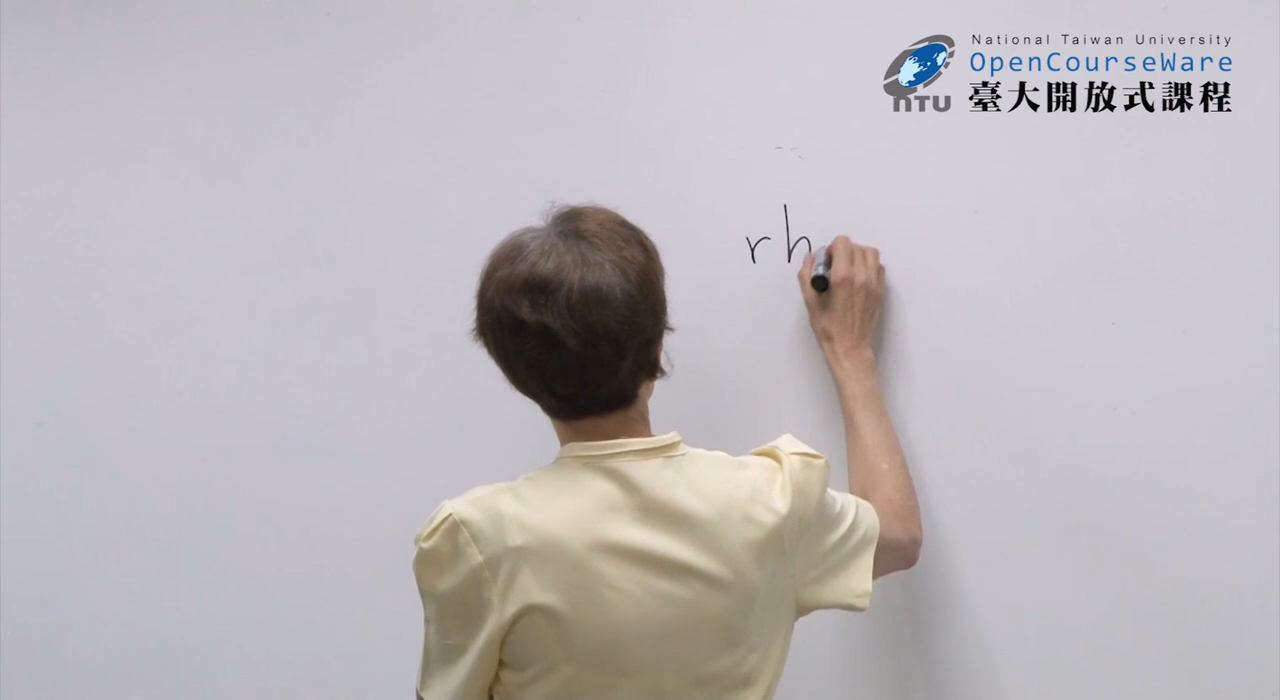 National Taiwan University
OpenCourseWare
NTU
臺大開放式課程
rh